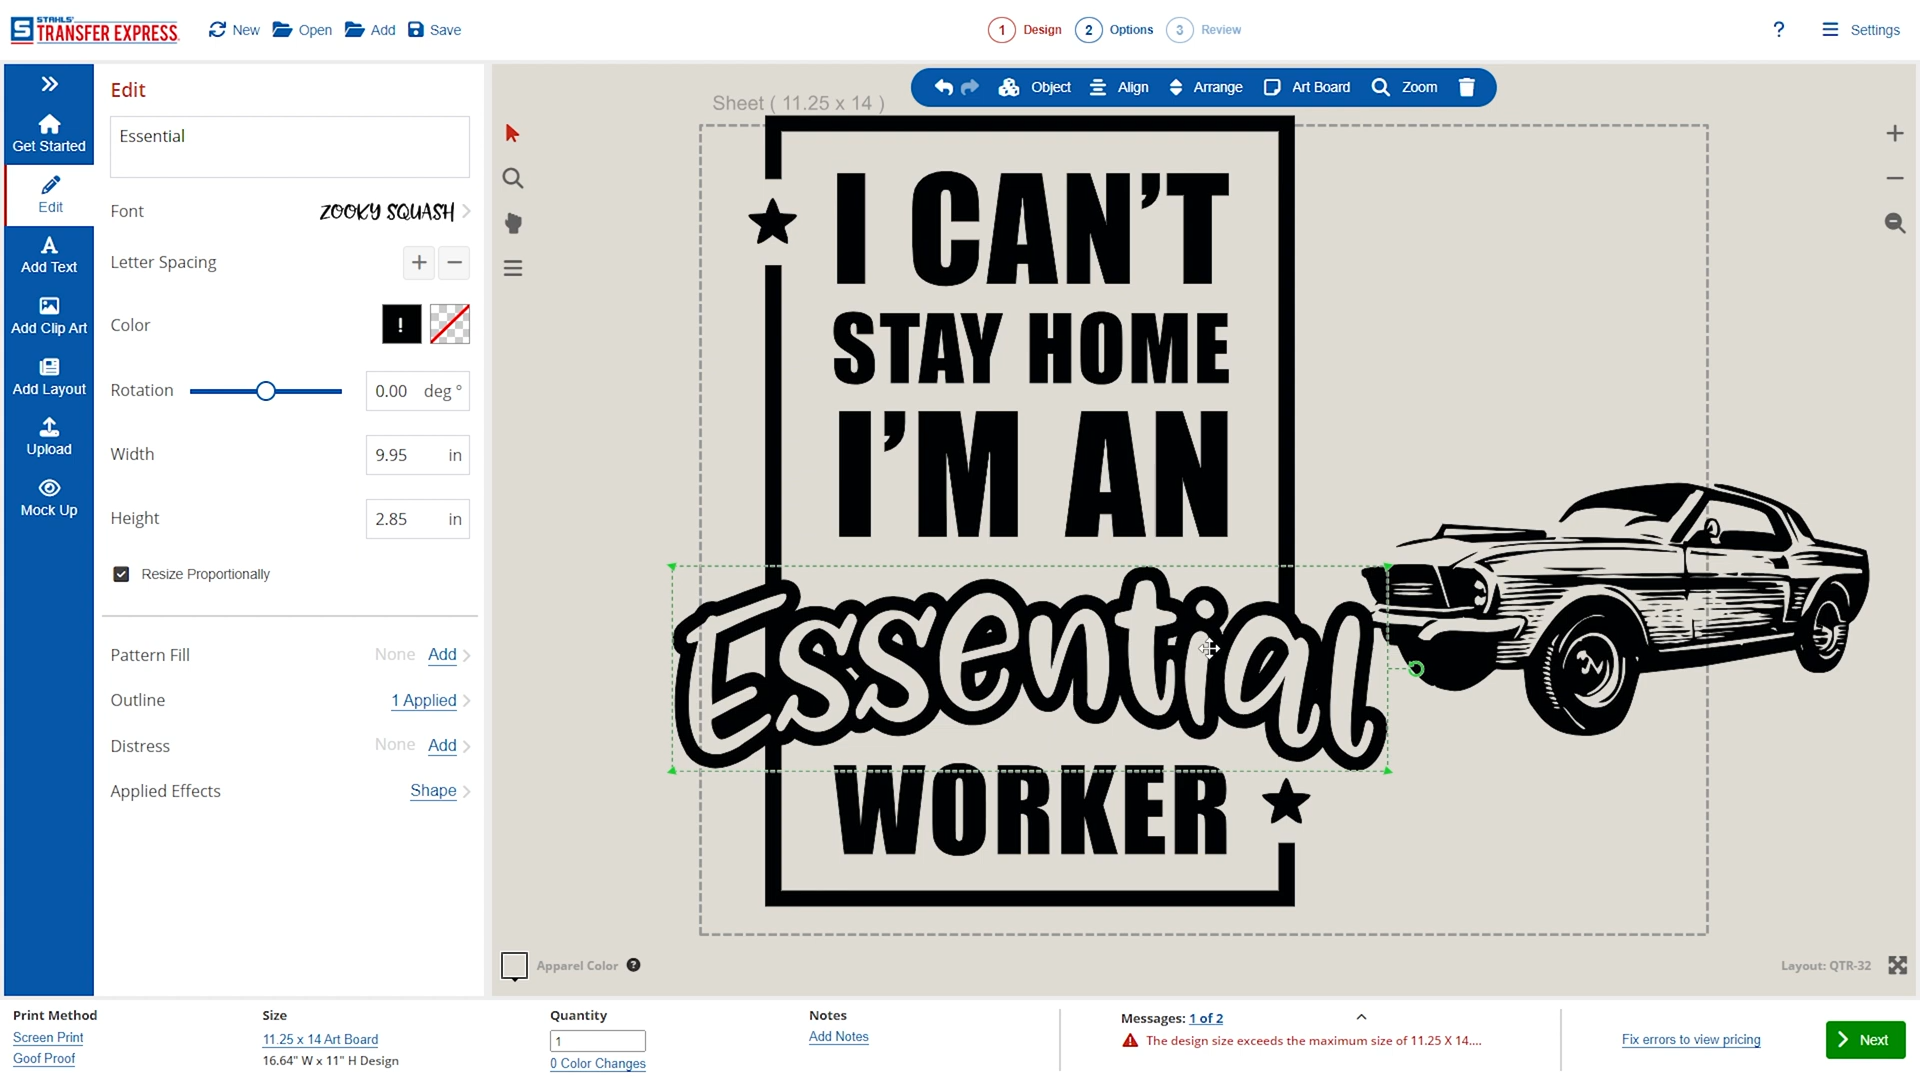 STAHLS'
TRANSFER EXPRESS
New
Open
Add
Save
1 Design
2 Options
3 Review
?
Settings
Get Started
Edit
Add Text
Add Clip Art
Add Layout
Upload
Mock Up
Edit
Essential
Font
ZOOKY SQUASH
Letter Spacing
Color
!
Rotation
0.00 deg °
Width
9.95 in
Height
2.85 in
Resize Proportionally
Pattern Fill
None Add
Outline
1 Applied
Distress
None Add
Applied Effects
Shape
Sheet ( 11.25 x 14 )
Object
Align
Arrange
Art Board
Zoom
I CAN'T
STAY HOME
I'M AN
Essential
WORKER
Apparel Color ?
Layout: QTR-32
Print Method
Screen Print
Goof Proof
Size
11.25 x 14 Art Board
16.64" W x 11" H Design
Quantity
1
0 Color Changes
Notes
Add Notes
Messages: 1 of 2
The design size exceeds the maximum size of 11.25 X 14....
Fix errors to view pricing
Next